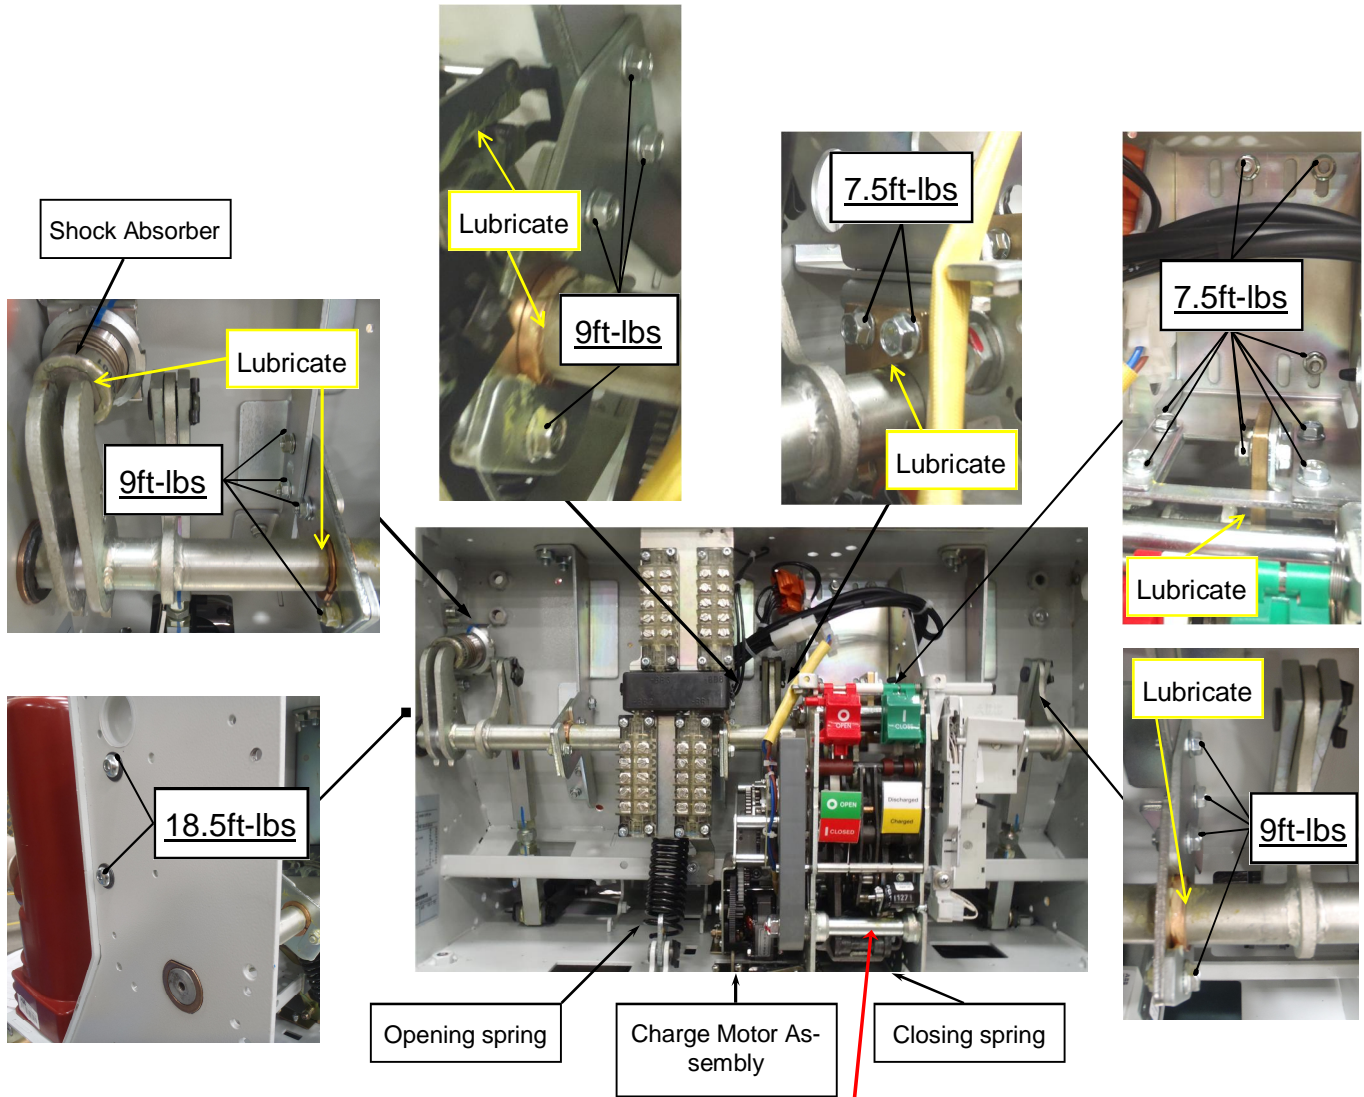 Shock Absorber
Lubricate
9ft-lbs
Lubricate
9ft-lbs
7.5ft-lbs
Lubricate
7.5ft-lbs
Lubricate
18.5ft-lbs
OPEN
CLOSE
OPEN
CLOSED
Discharged
Charged
Lubricate
9ft-lbs
Opening spring
Charge Motor As-
sembly
Closing spring